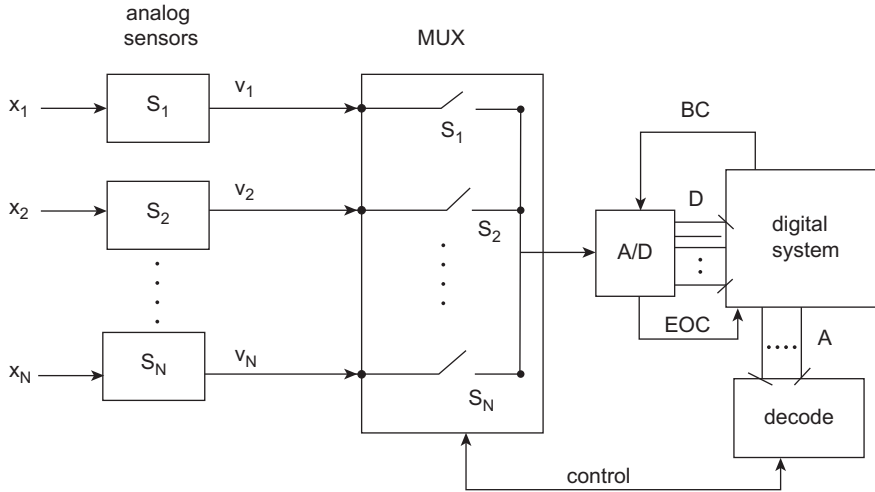 analog
sensors
MUX
x1
S1
v1
S1
BC
x2
S2
v2
S2
D
A/D
digital
system
EOC
A
xN
SN
vN
SN
decode
control